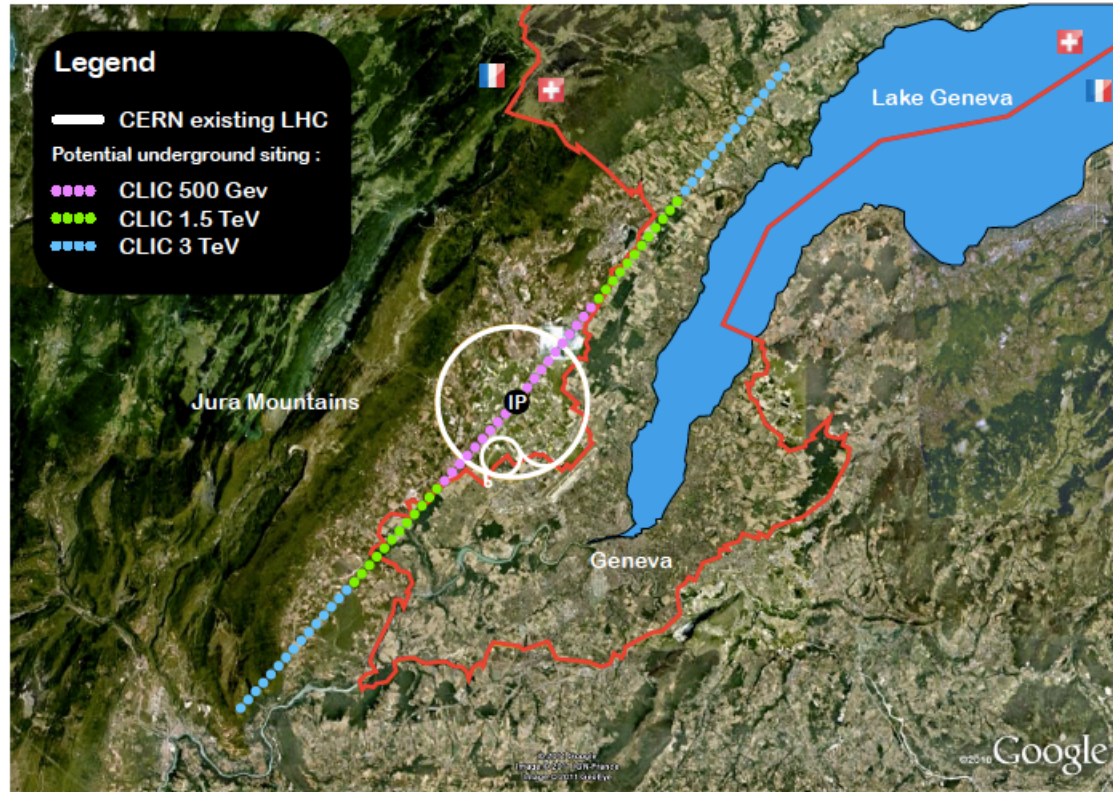 Legend
CERN existing LHC
Potential underground siting :
CLIC 500 Gev
CLIC 1.5 TeV
CLIC 3 TeV
Lake Geneva
Jura Mountains
IP
Geneva
©2010 Google